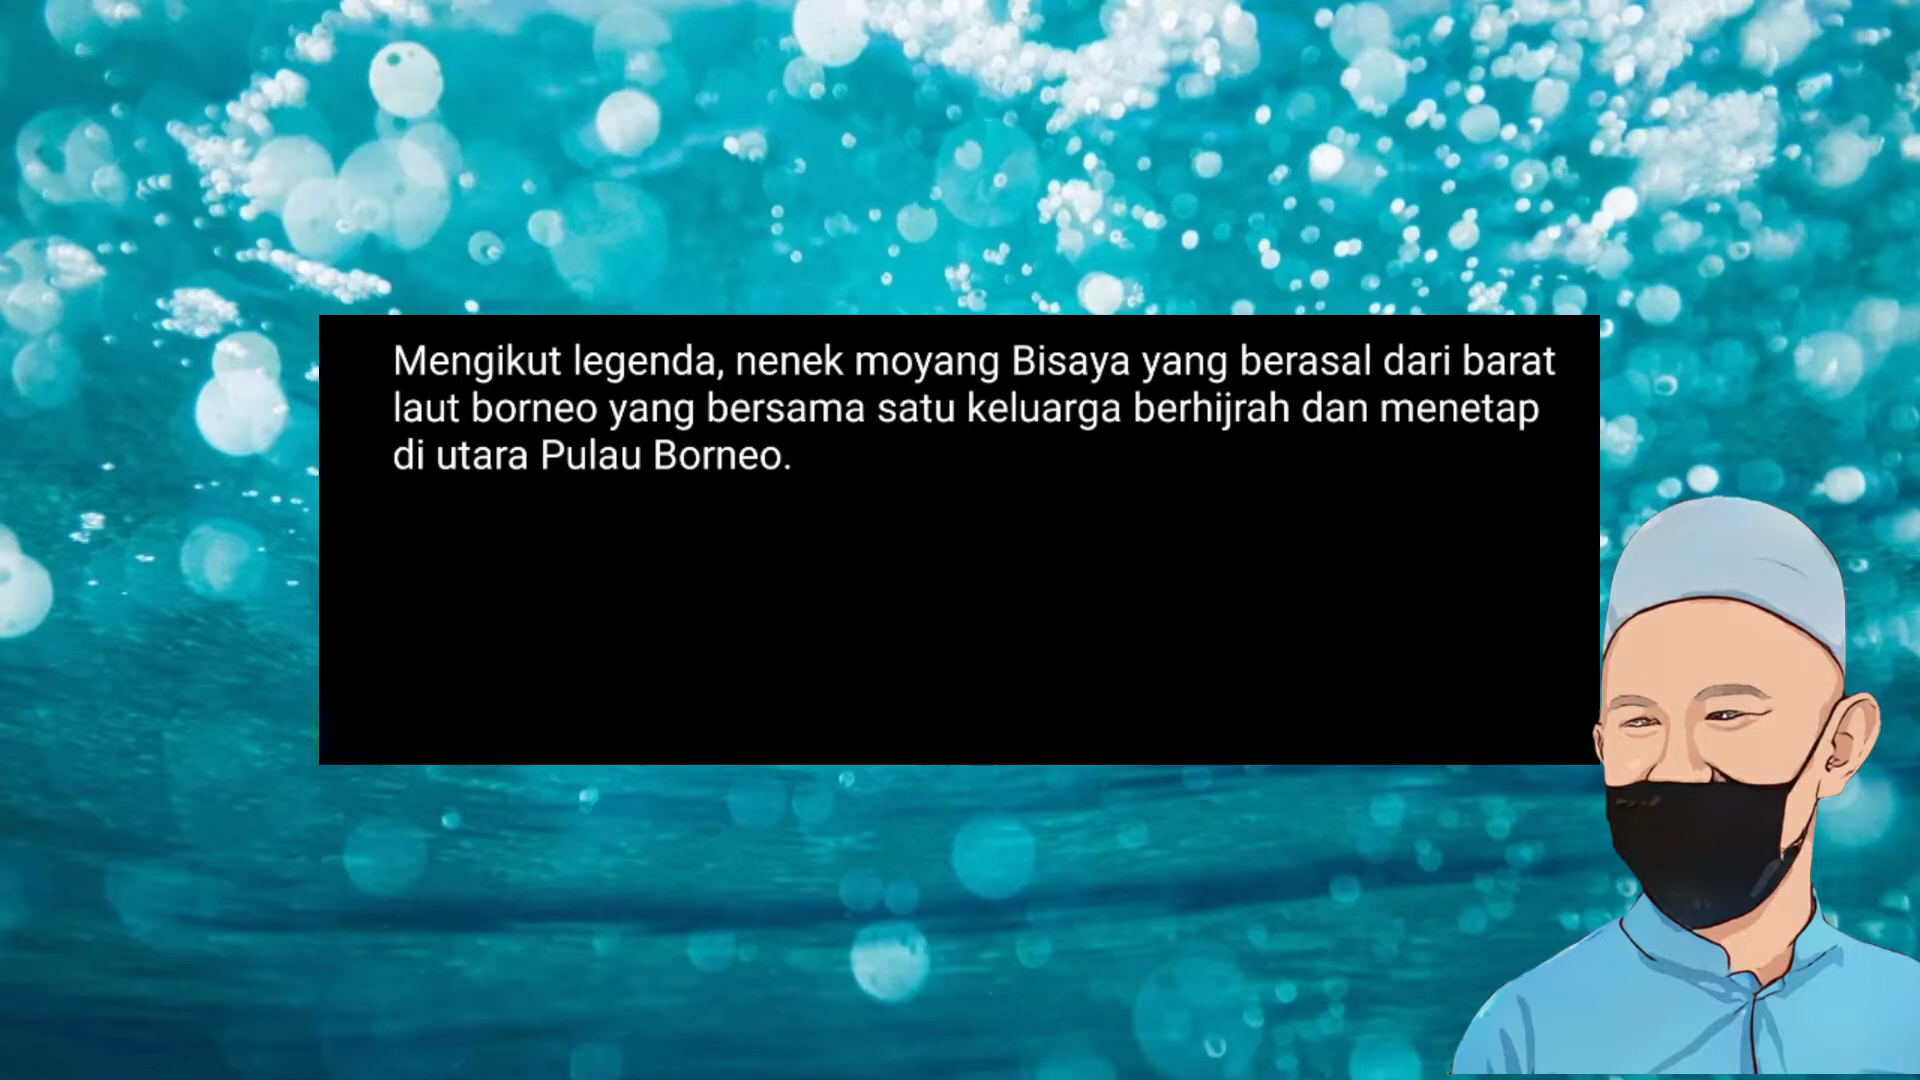 Mengikut legenda, nenek moyang Bisaya yang berasal dari barat
laut borneo yang bersama satu keluarga berhijrah dan menetap
di utara Pulau Borneo.